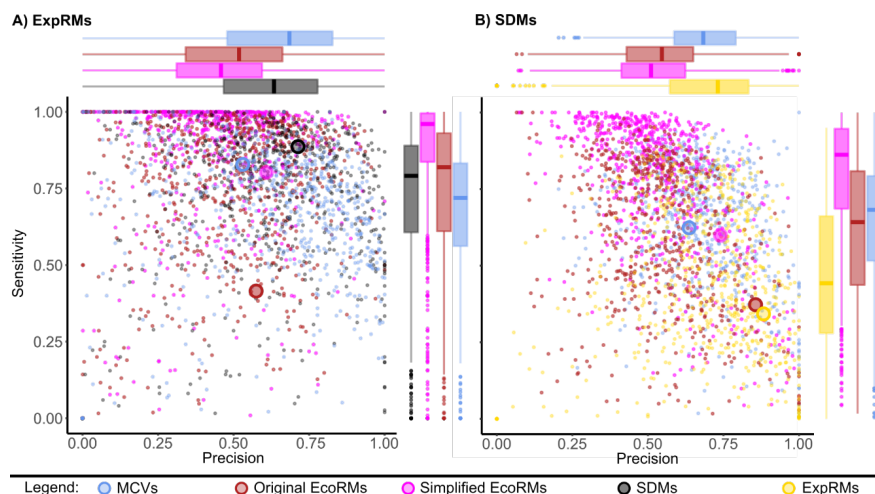 A) ExpRMs
B) SDMs
1.00
0.75
0.50
0.25
0.00
Sensitivity
0.00
0.25
0.50
0.75
1.00
Precision
0.00
0.25
0.50
0.75
1.00
Precision
Legend: MCVs Original EcoRMs Simplified EcoRMs SDMs ExpRMs